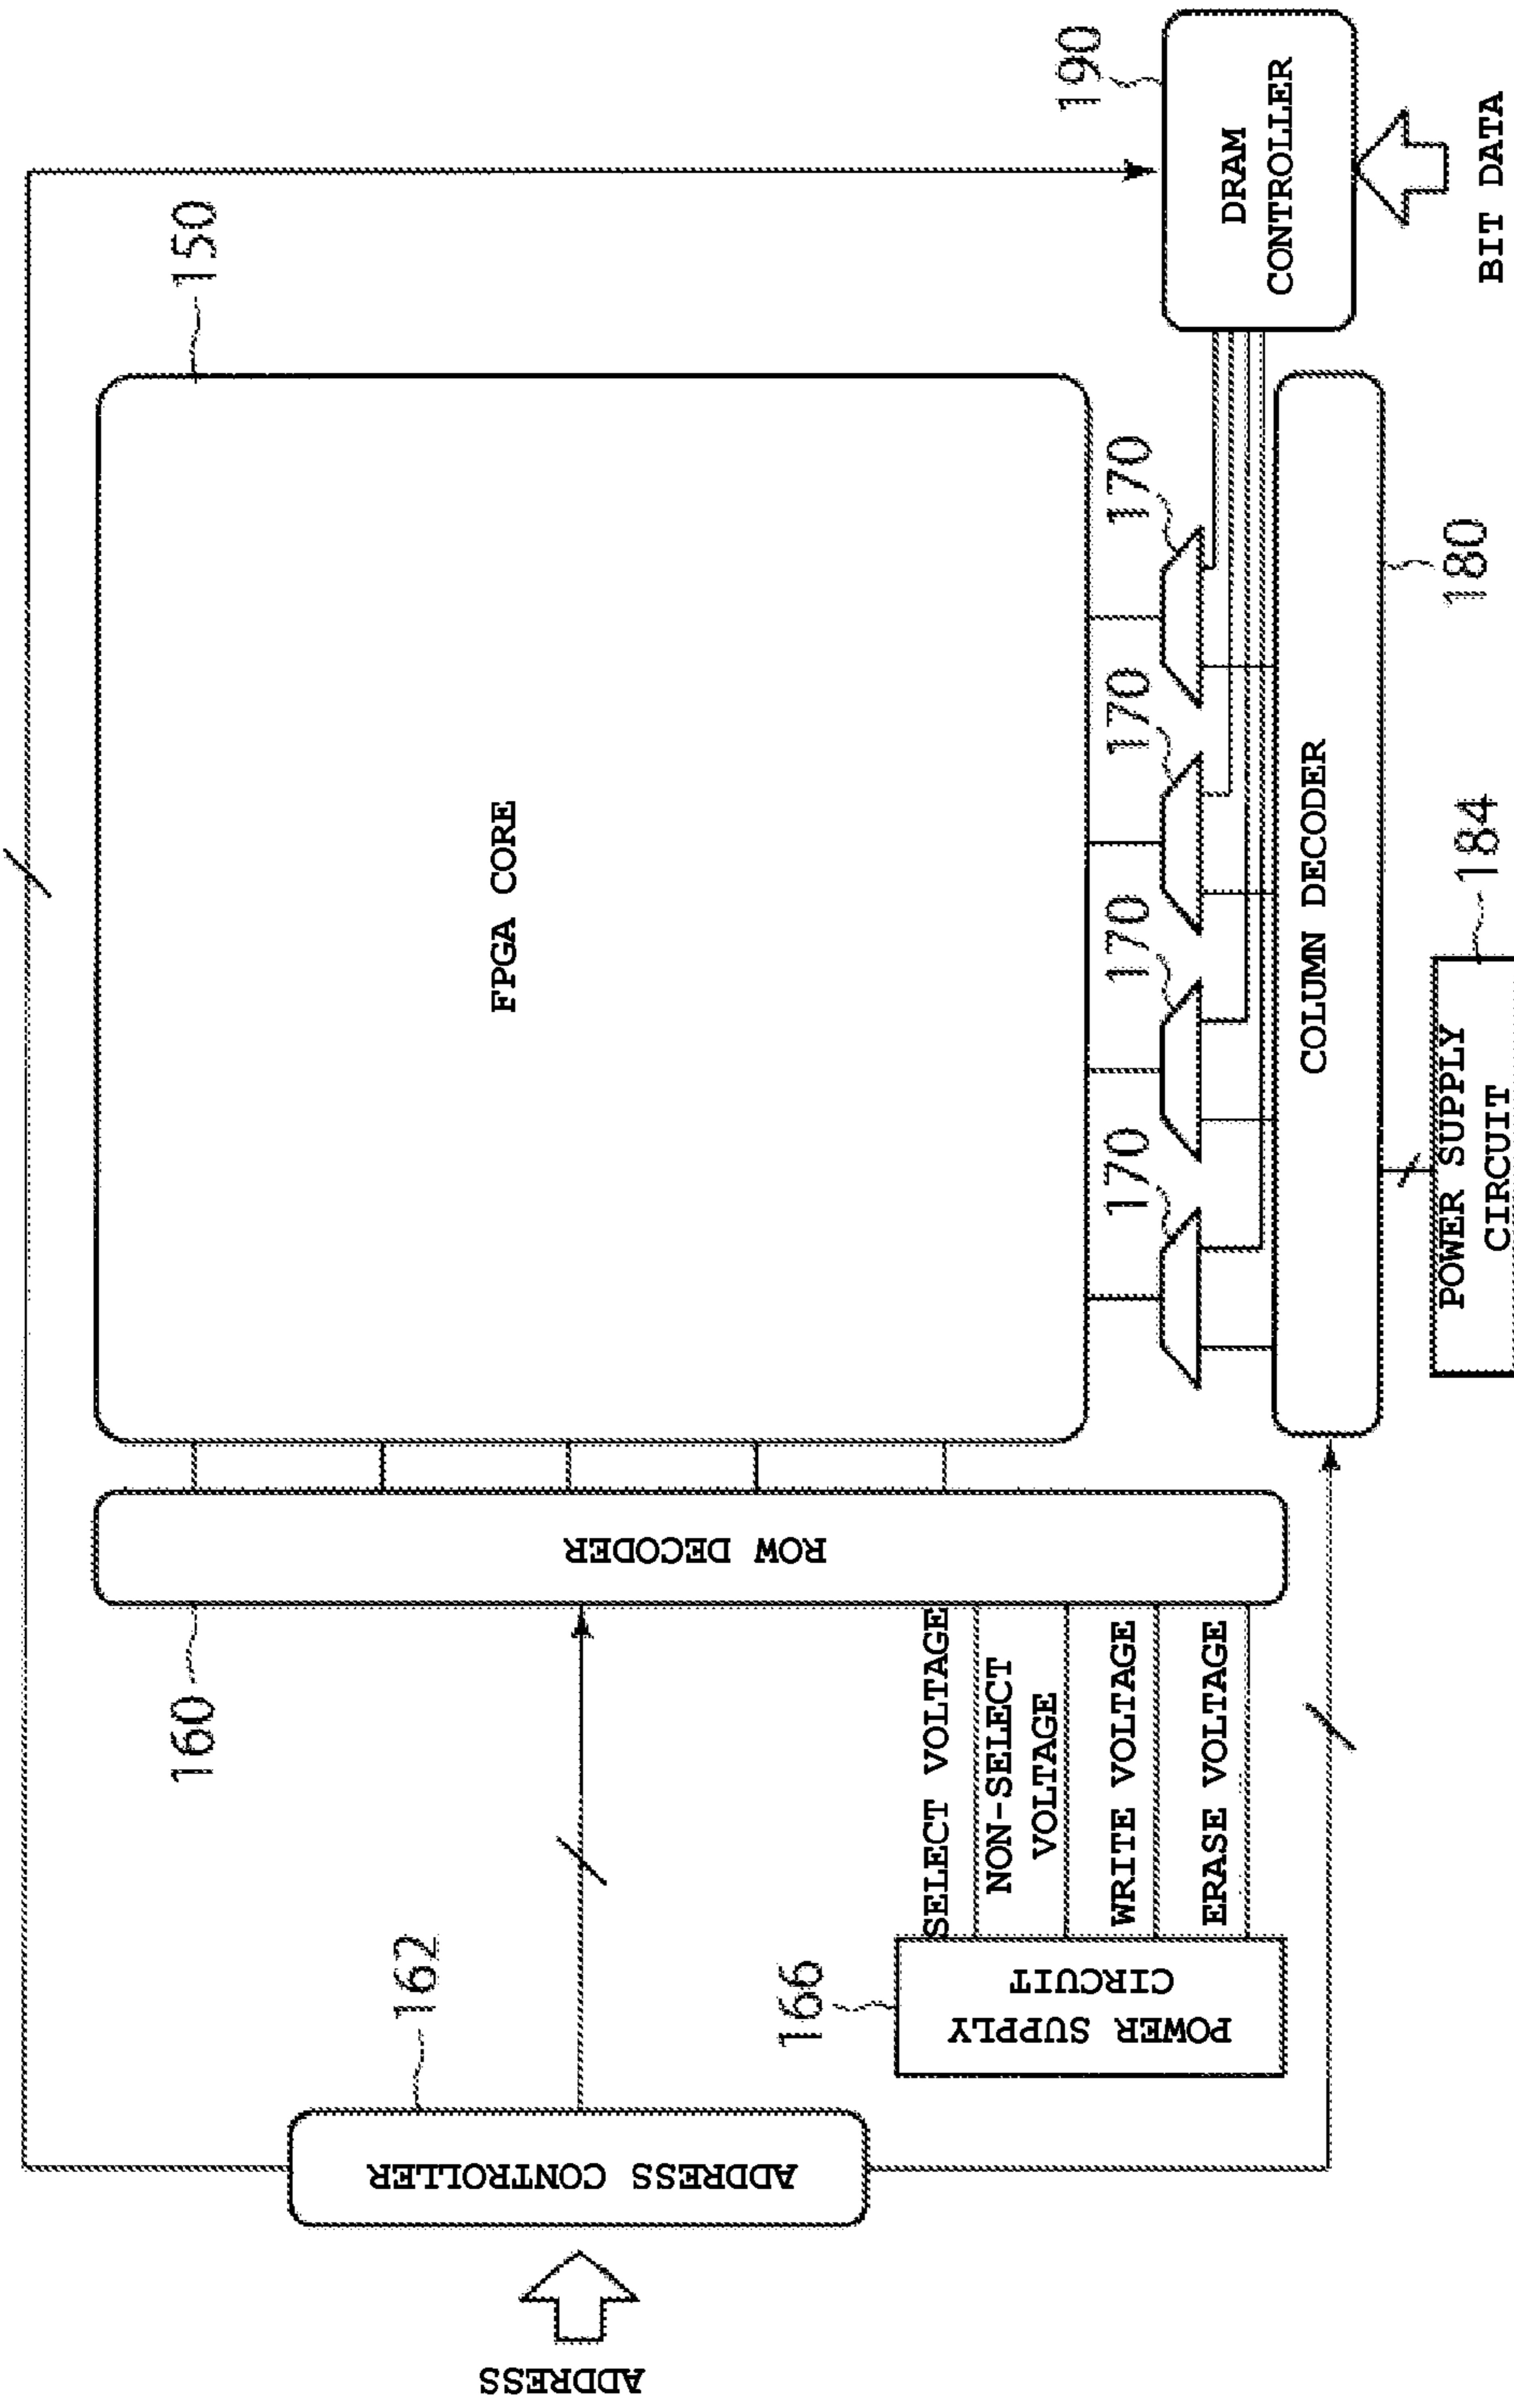 ADDRESS
ADDRESS CONTROLLER
162
160
ROW DECODER
POWER SUPPLY
CIRCUIT
166
SELECT VOLTAGE
NON-SELECT
VOLTAGE
WRITE VOLTAGE
ERASE VOLTAGE
FPGA CORE
150
170
170
170
170
COLUMN DECODER
180
POWER SUPPLY
CIRCUIT
184
DRAM
CONTROLLER
190
BIT DATA